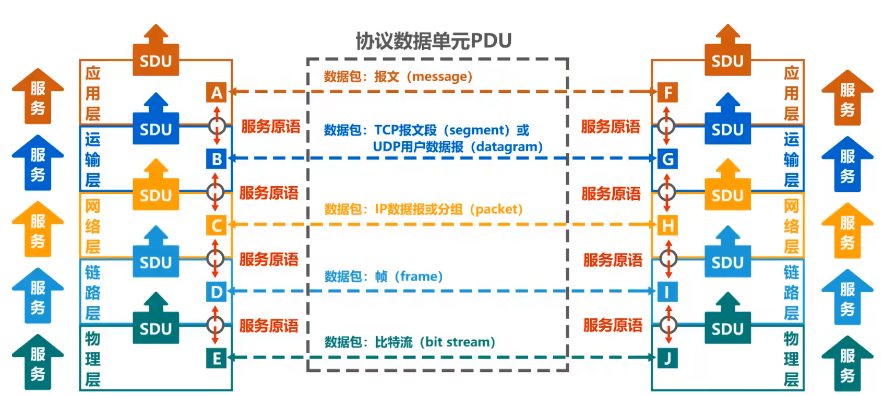 协议数据单元PDU
SDU
SDU
服务
应用层
A
数据包：报文（message）
F
应用层
服务
服务原语
服务原语
SDU
SDU
服务
运输层
B
数据包：TCP报文段（segment）或
UDP用户数据报（datagram）
G
运输层
服务
服务原语
服务原语
SDU
SDU
服务
网络层
C
数据包：IP数据报或分组（packet）
H
网络层
服务
服务原语
服务原语
SDU
SDU
服务
链路层
D
数据包：帧（frame）
I
链路层
服务
服务原语
服务原语
SDU
SDU
服务
物理层
E
数据包：比特流（bit stream）
J
物理层
服务